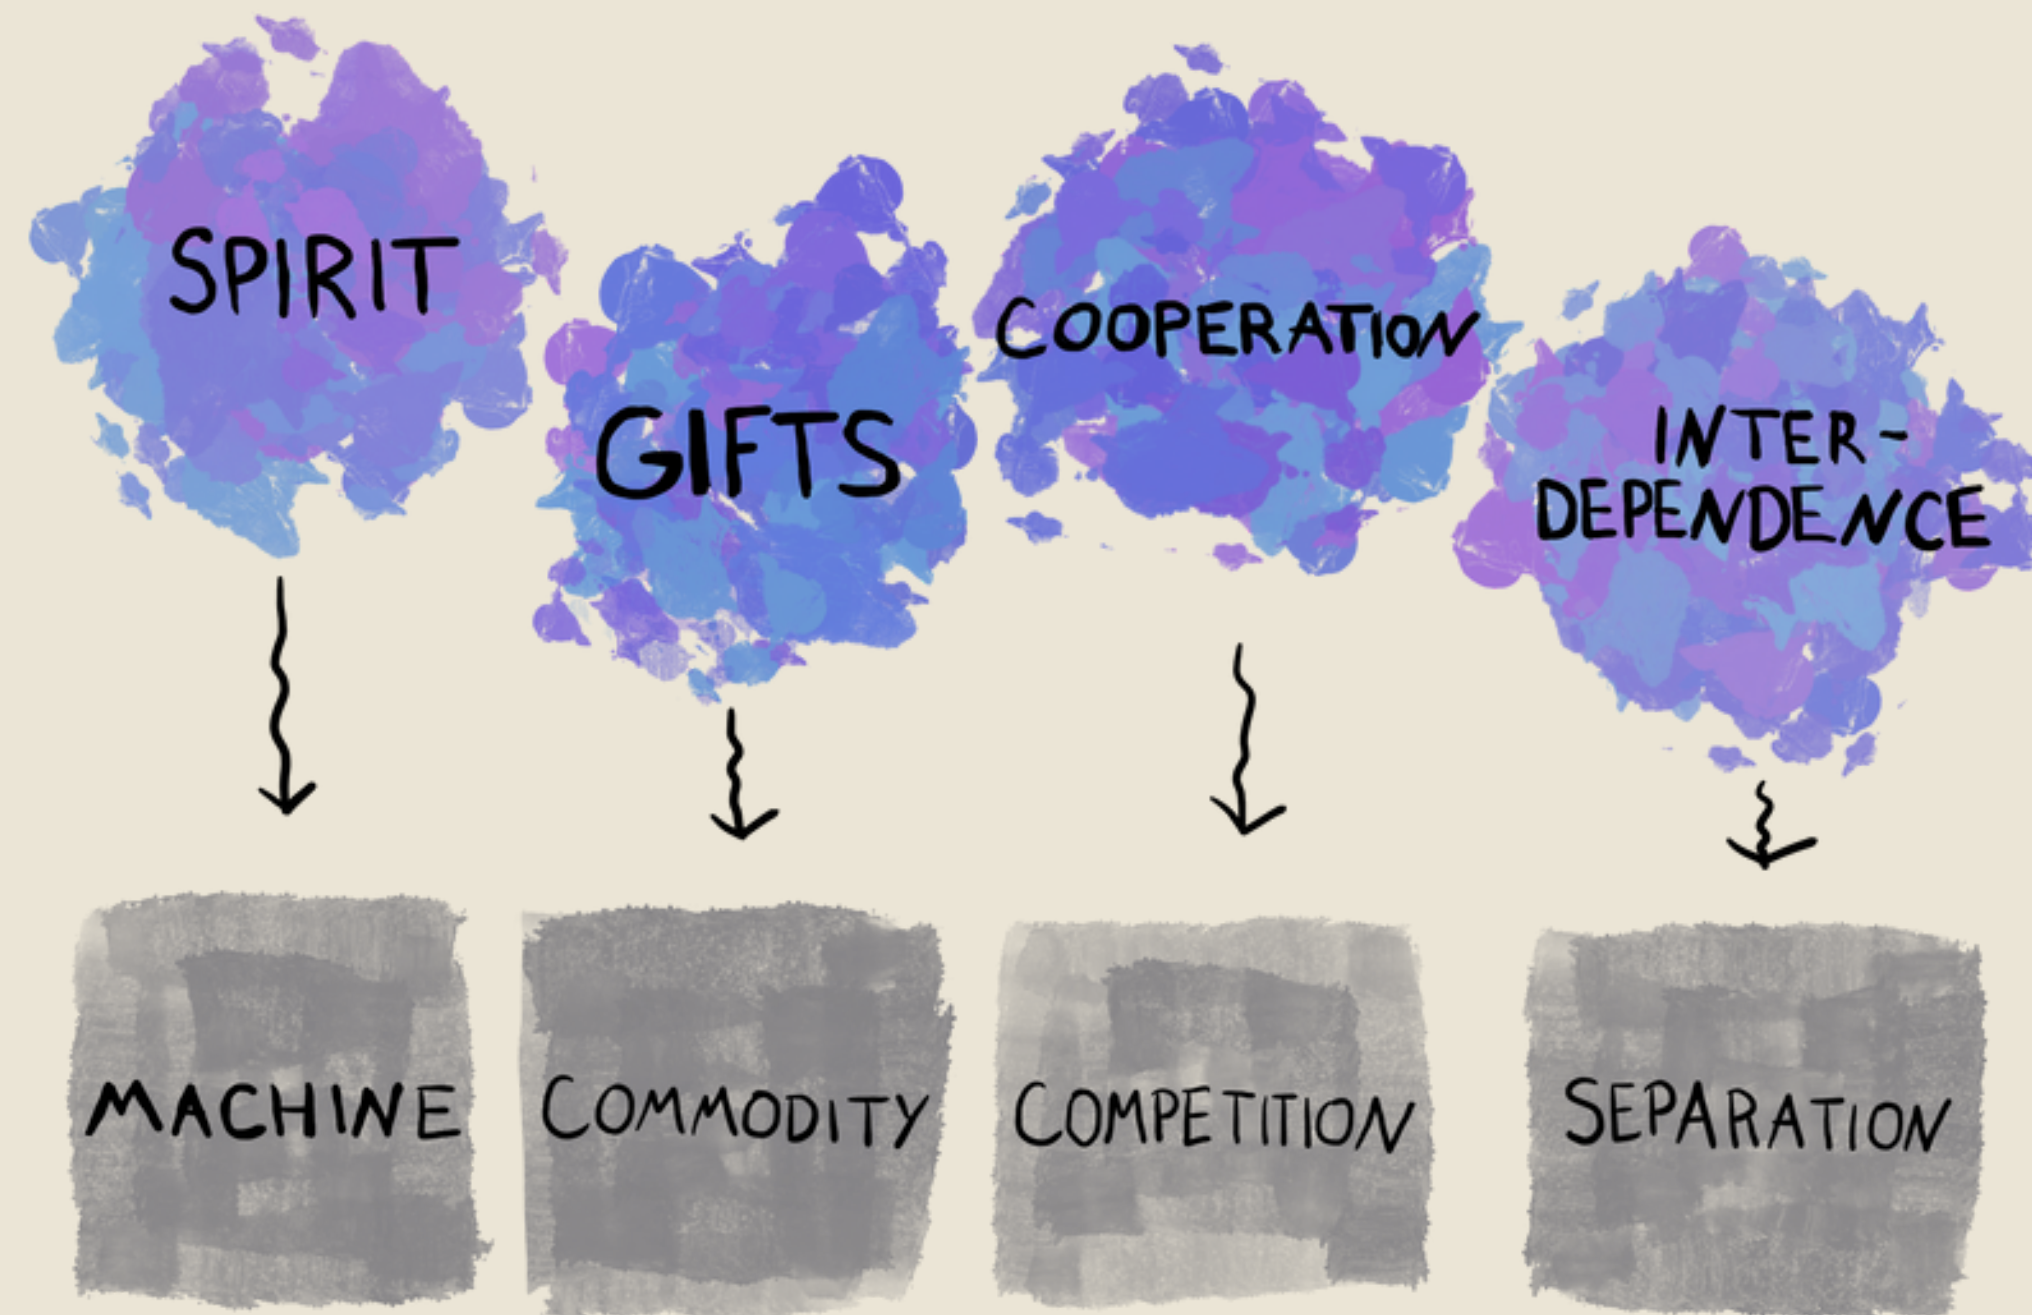 SPIRIT
GIFTS
COOPERATION
INTER-
DEPENDENCE
MACHINE
COMMODITY
COMPETITION
SEPARATION